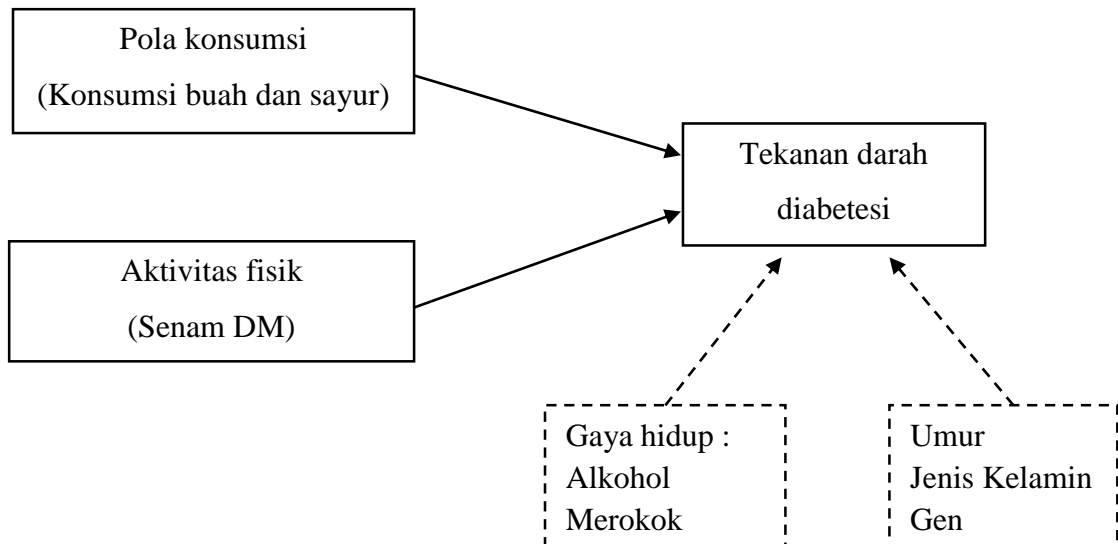 Pola konsumsi
(Konsumsi buah dan sayur)
Tekanan darah
diabetesi
Aktivitas fisik
(Senam DM)
Gaya hidup :
Alkohol
Merokok
Umur
Jenis Kelamin
Gen